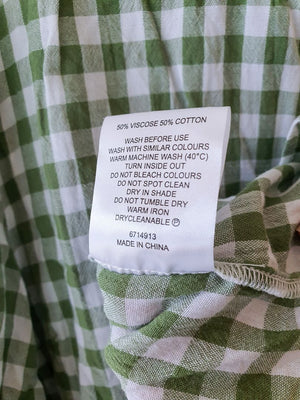 50% VISCOSE 50% COTTON
WASH BEFORE USE
WASH WITH SIMILAR COLOURS
WARM MACHINE WASH (40°C)
TURN INSIDE OUT
DO NOT BLEACH COLOURS
DO NOT SPOT CLEAN
DRY IN SHADE
DO NOT TUMBLE DRY
WARM IRON
DRYCLEANABLE Ⓟ
6714913
MADE IN CHINA